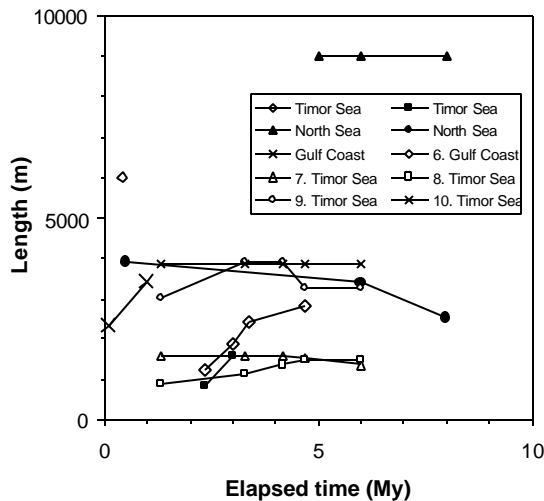 10000
Timor Sea Timor Sea
North Sea North Sea
Gulf Coast 6. Gulf Coast
7. Timor Sea 8. Timor Sea
9. Timor Sea 10. Timor Sea
Length (m)
5000
0
0 5 10
Elapsed time (My)